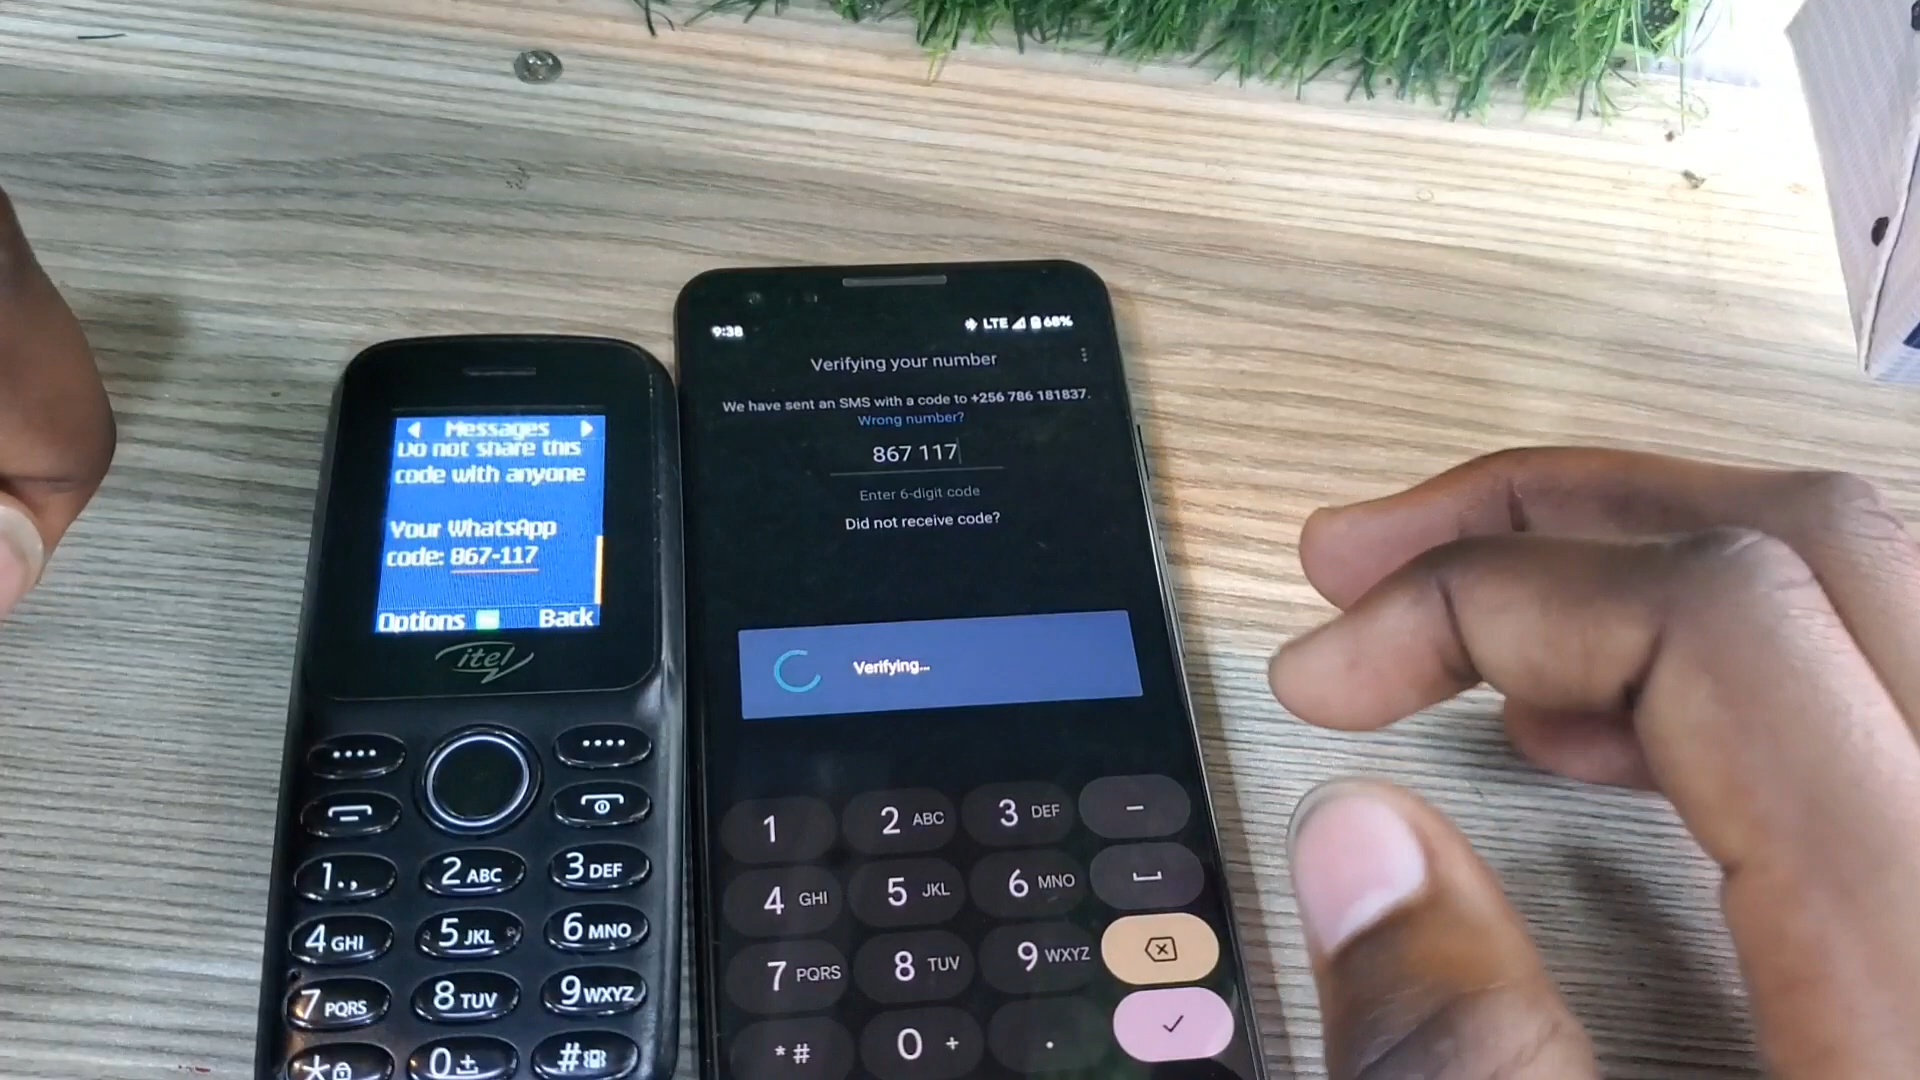 Messages
Do not share this
code with anyone
Your WhatsApp
code: 867-117
Options
Back
itel
1.,
2 ABC
3 DEF
4 GHI
5 JKL
6 MNO
7 PQRS
8 TUV
9 WXYZ
*
0 +
#
9:38
LTE
68%
Verifying your number
We have sent an SMS with a code to +256 786 181837.
Wrong number?
867 117
Enter 6-digit code
Did not receive code?
Verifying...
1
2 ABC
3 DEF
–
4 GHI
5 JKL
6 MNO
7 PQRS
8 TUV
9 WXYZ
* #
0 +
.